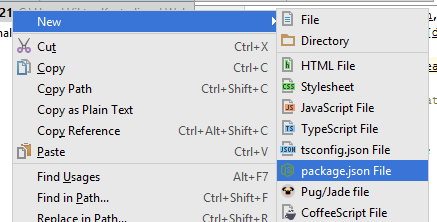 21
New
Cut Ctrl+X
Copy Ctrl+C
Copy Path Ctrl+Shift+C
Copy as Plain Text
Copy Reference Ctrl+Alt+Shift+C
Paste Ctrl+V
Find Usages Alt+F7
Find in Path... Ctrl+Shift+F
Replace in Path... Ctrl+Shift+R
File
Directory
HTML File
Stylesheet
JavaScript File
TypeScript File
tsconfig.json File
package.json File
Pug/Jade file
CoffeeScript File